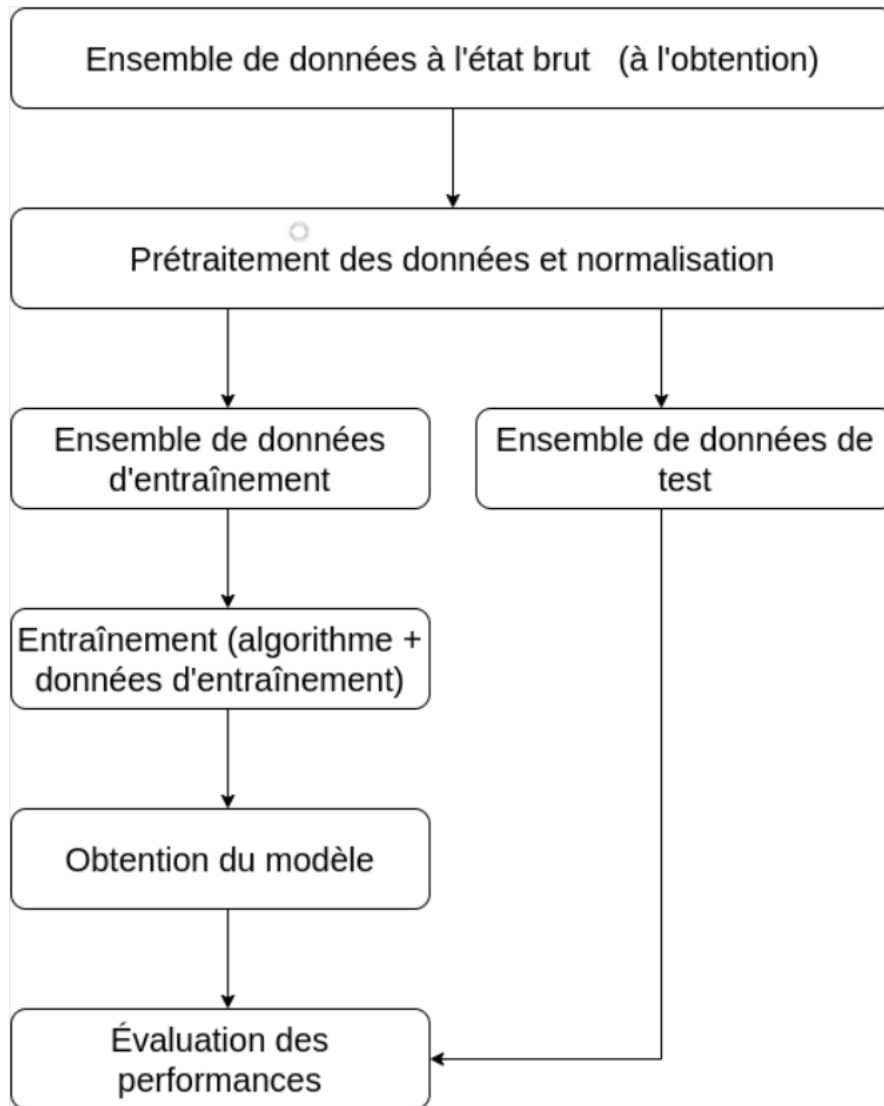 Ensemble de données à l'état brut   (à l'obtention)
Prétraitement des données et normalisation
Ensemble de données
d'entraînement
Ensemble de données de
test
Entraînement (algorithme +
données d'entraînement)
Obtention du modèle
Évaluation des
performances